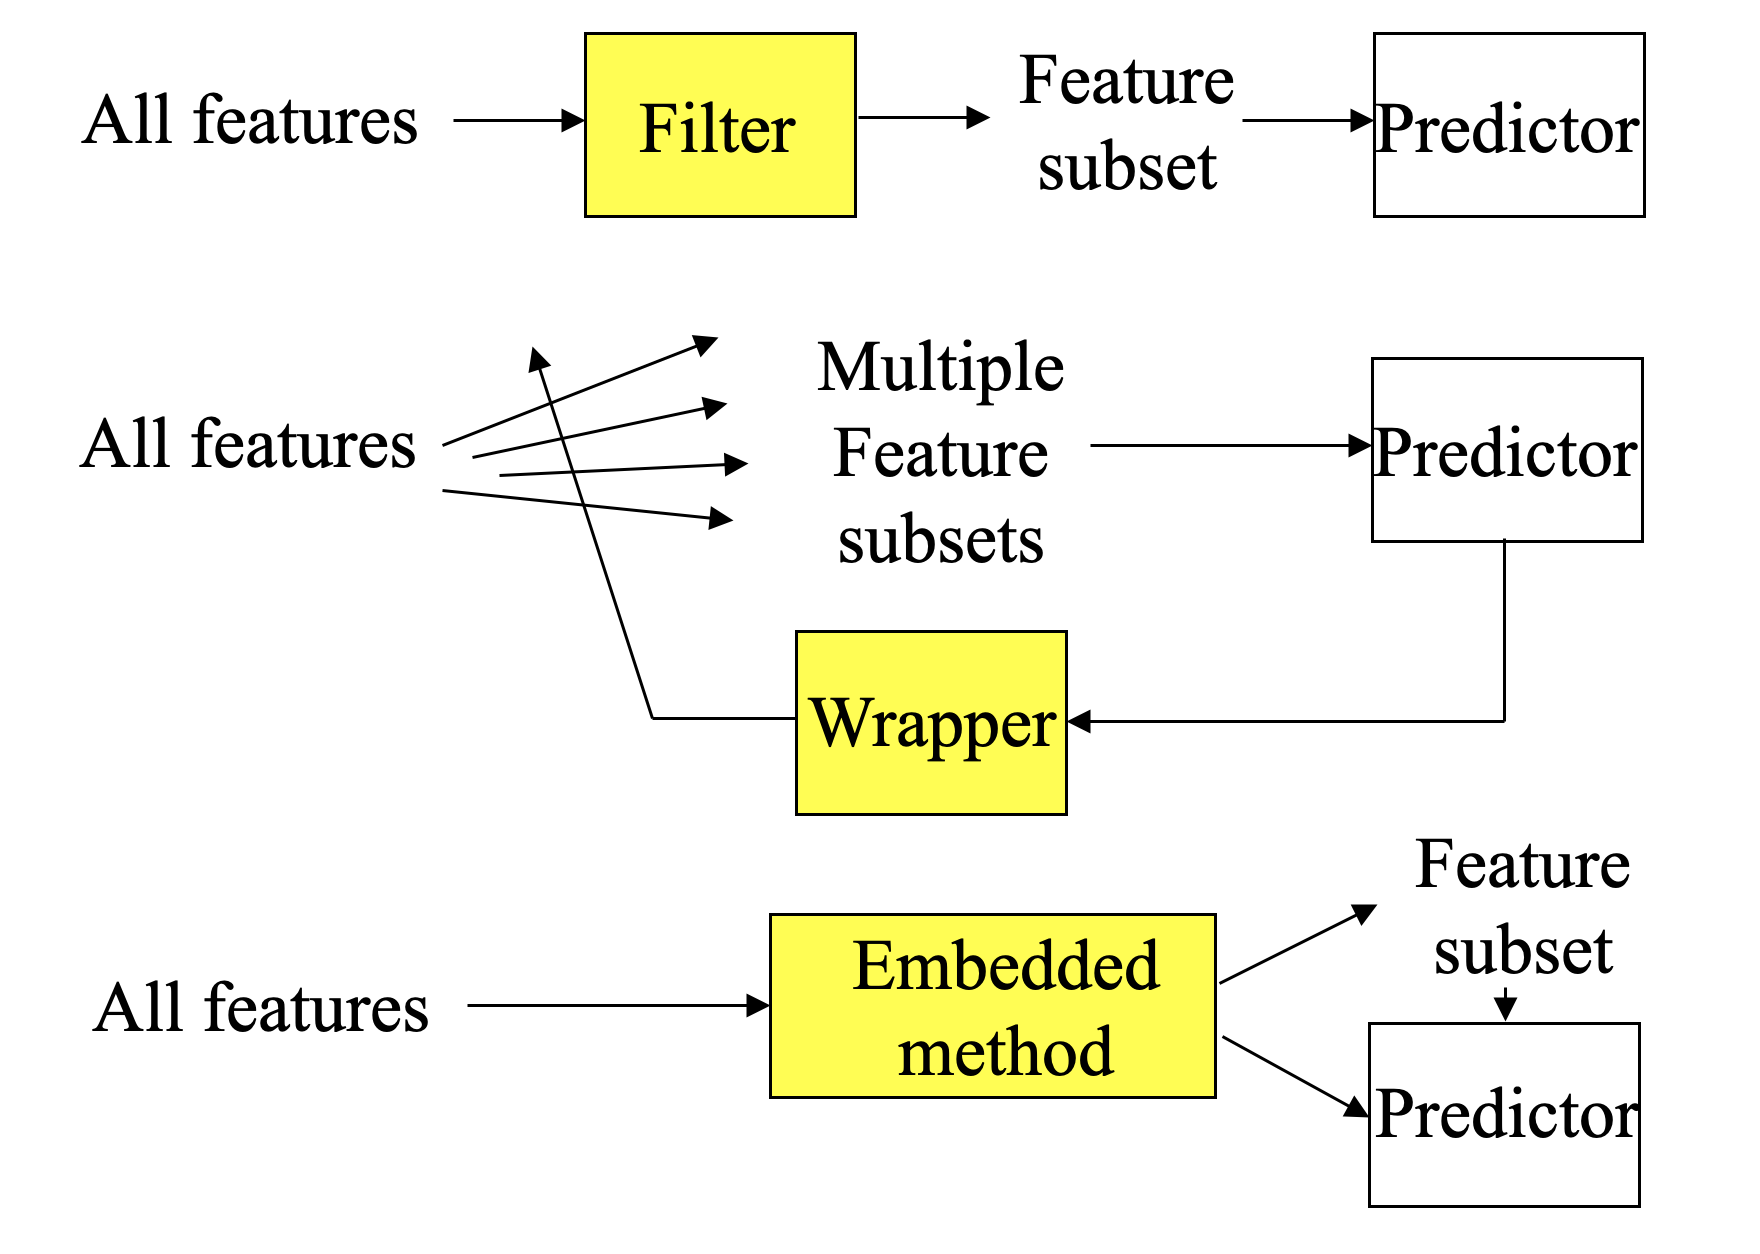 All features
Filter
Feature
subset
Predictor
All features
Multiple
Feature
subsets
Predictor
Wrapper
All features
Embedded
method
Feature
subset
Predictor